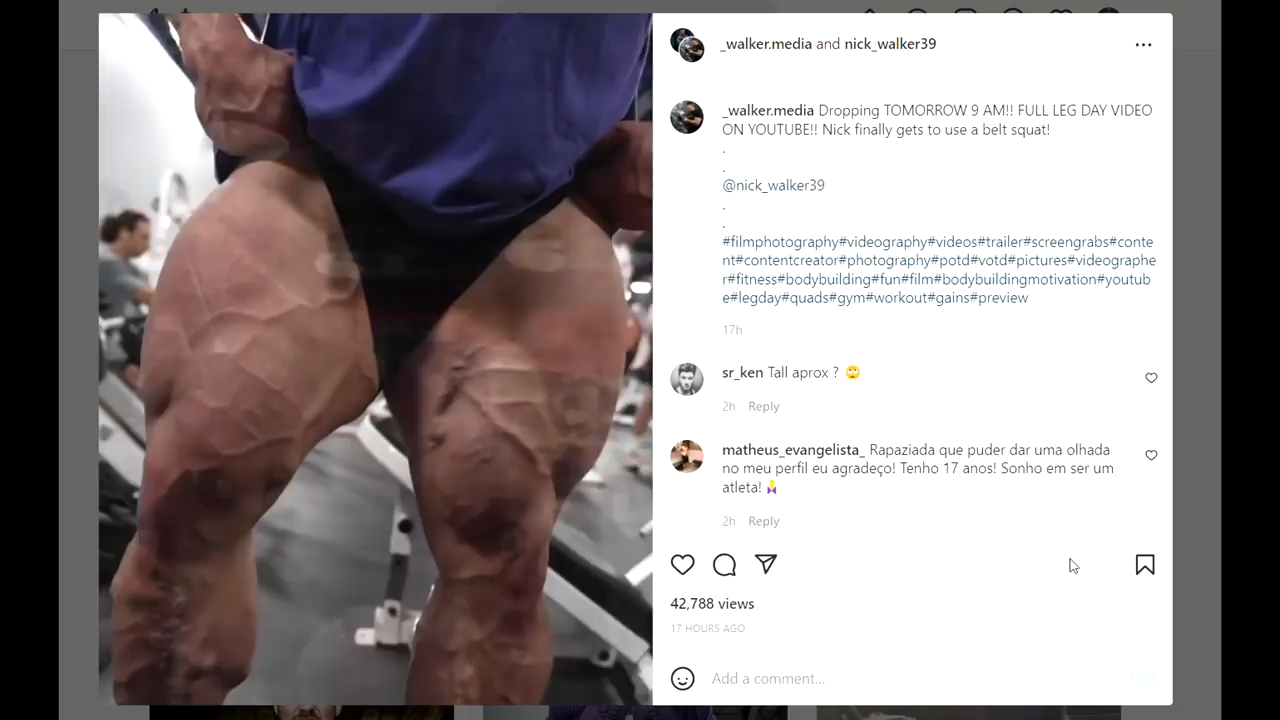 _walker.media and nick_walker39
_walker.media Dropping TOMORROW 9 AM!! FULL LEG DAY VIDEO
ON YOUTUBE!! Nick finally gets to use a belt squat!
.
.
@nick_walker39
.
.
#filmphotography#videography#videos#trailer#screengrabs#conte
nt#contentcreator#photography#potd#votd#pictures#videographe
r#fitness#bodybuilding#fun#film#bodybuildingmotivation#youtub
e#legday#quads#gym#workout#gains#preview
17h
sr_ken Tall aprox ? 🙄
2h Reply
matheus_evangelista_ Rapaziada que puder dar uma olhada
no meu perfil eu agradeço! Tenho 17 anos! Sonho em ser um
atleta!
2h Reply
42,788 views
17 HOURS AGO
Add a comment...
Post